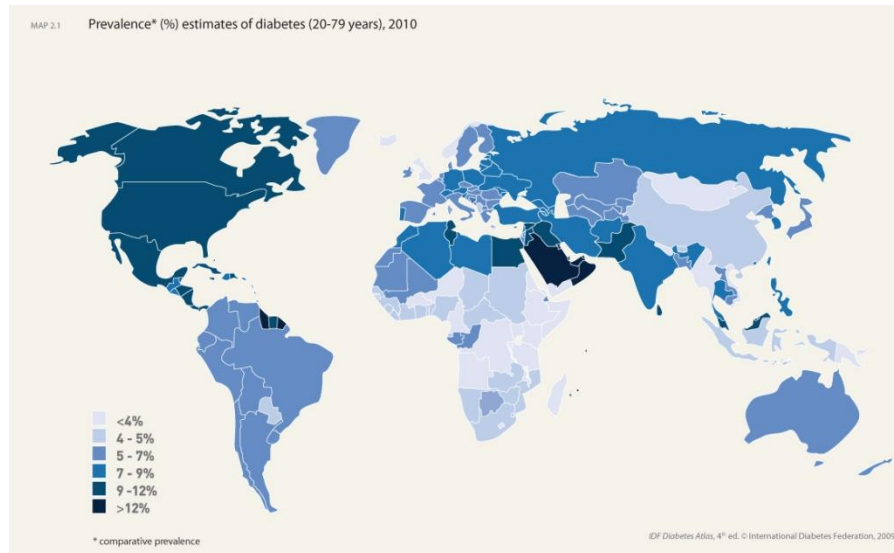 MAP 2.1 Prevalence* (%) estimates of diabetes (20-79 years), 2010
<4%
4 - 5%
5 - 7%
7 - 9%
9 -12%
>12%
* comparative prevalence
IDF Diabetes Atlas, 4th ed. © International Diabetes Federation, 2009